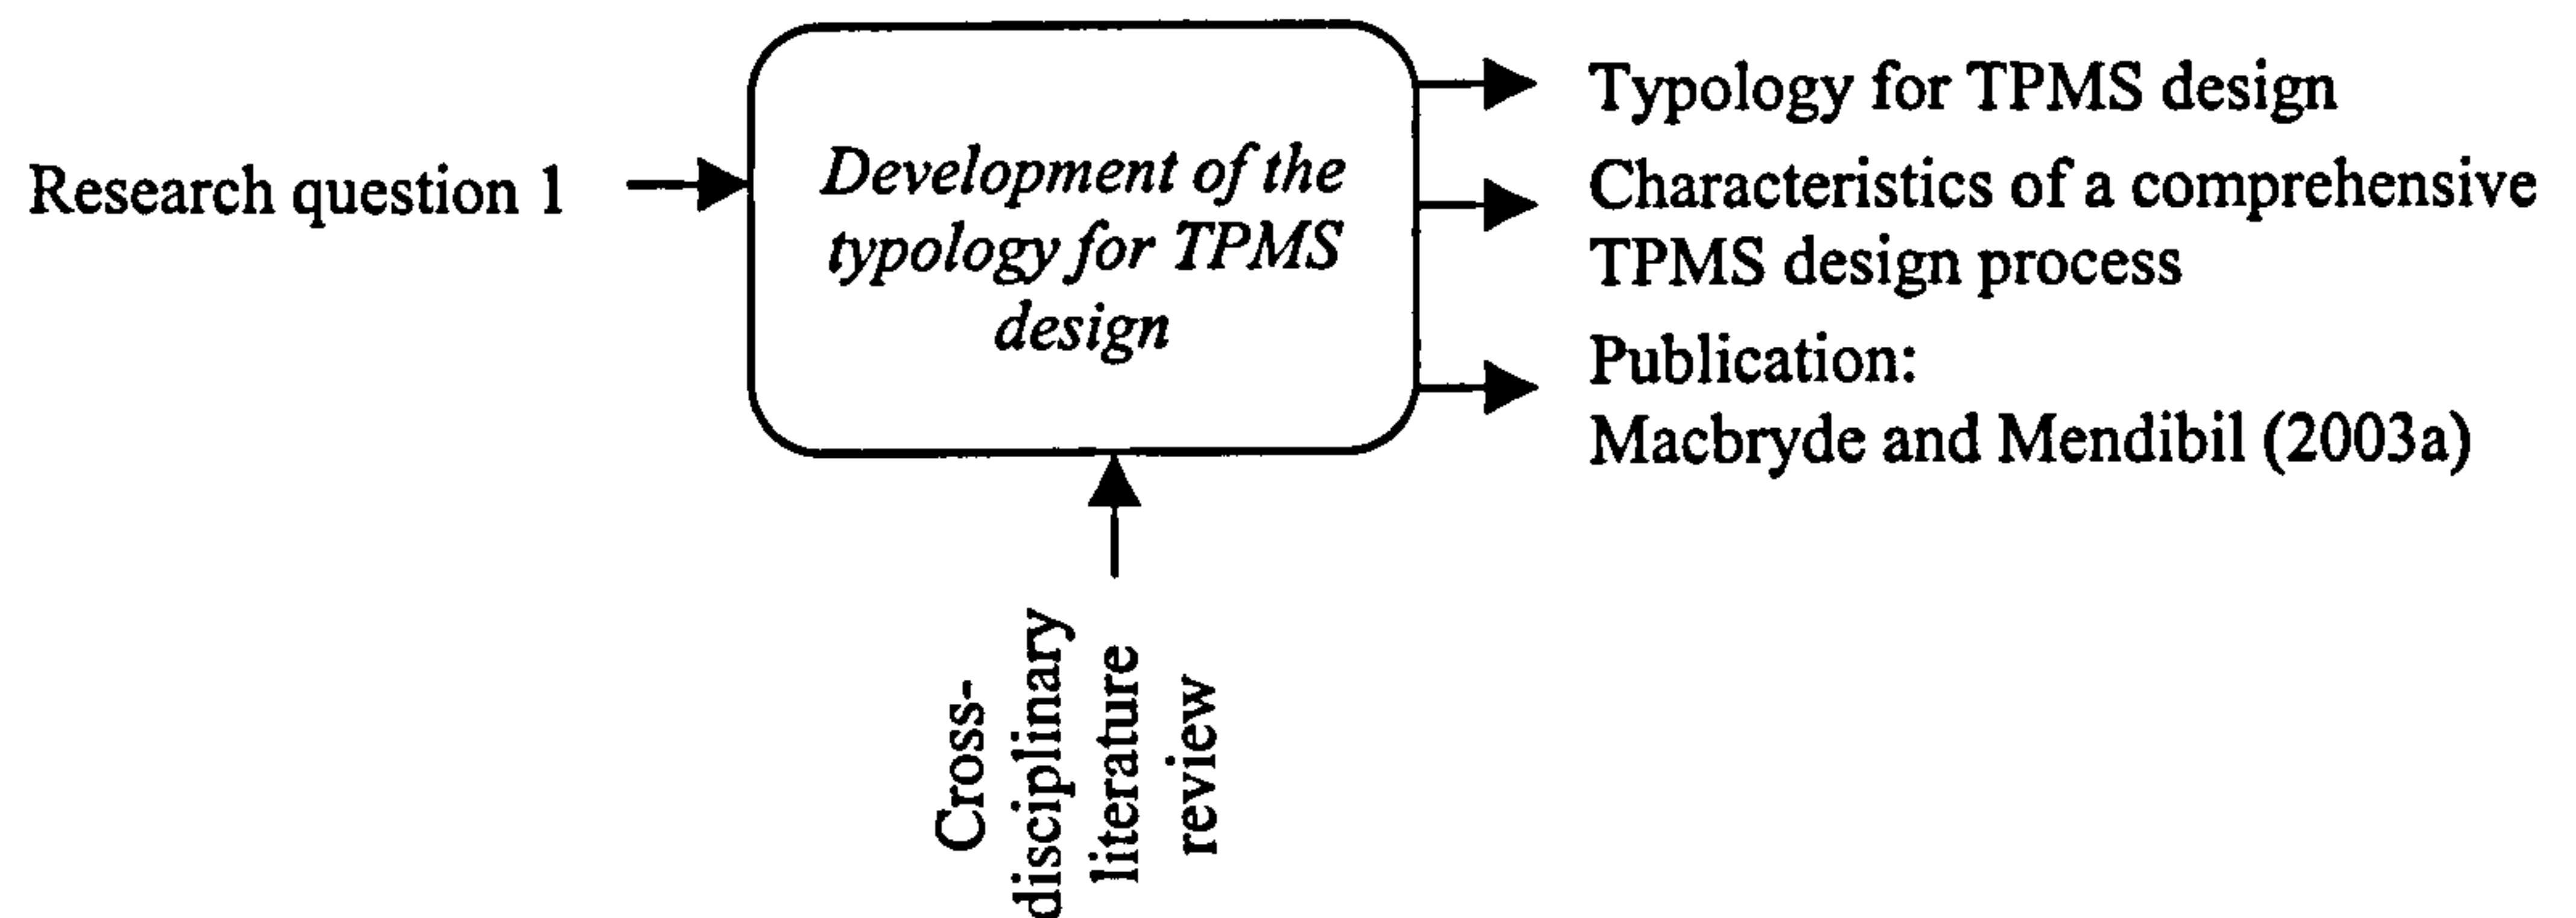 Research question 1
Development of the
typology for TPMS
design
Typology for TPMS design
Characteristics of a comprehensive
TPMS design process
Publication:
Macbryde and Mendibil (2003a)
Cross-
disciplinary
literature
review